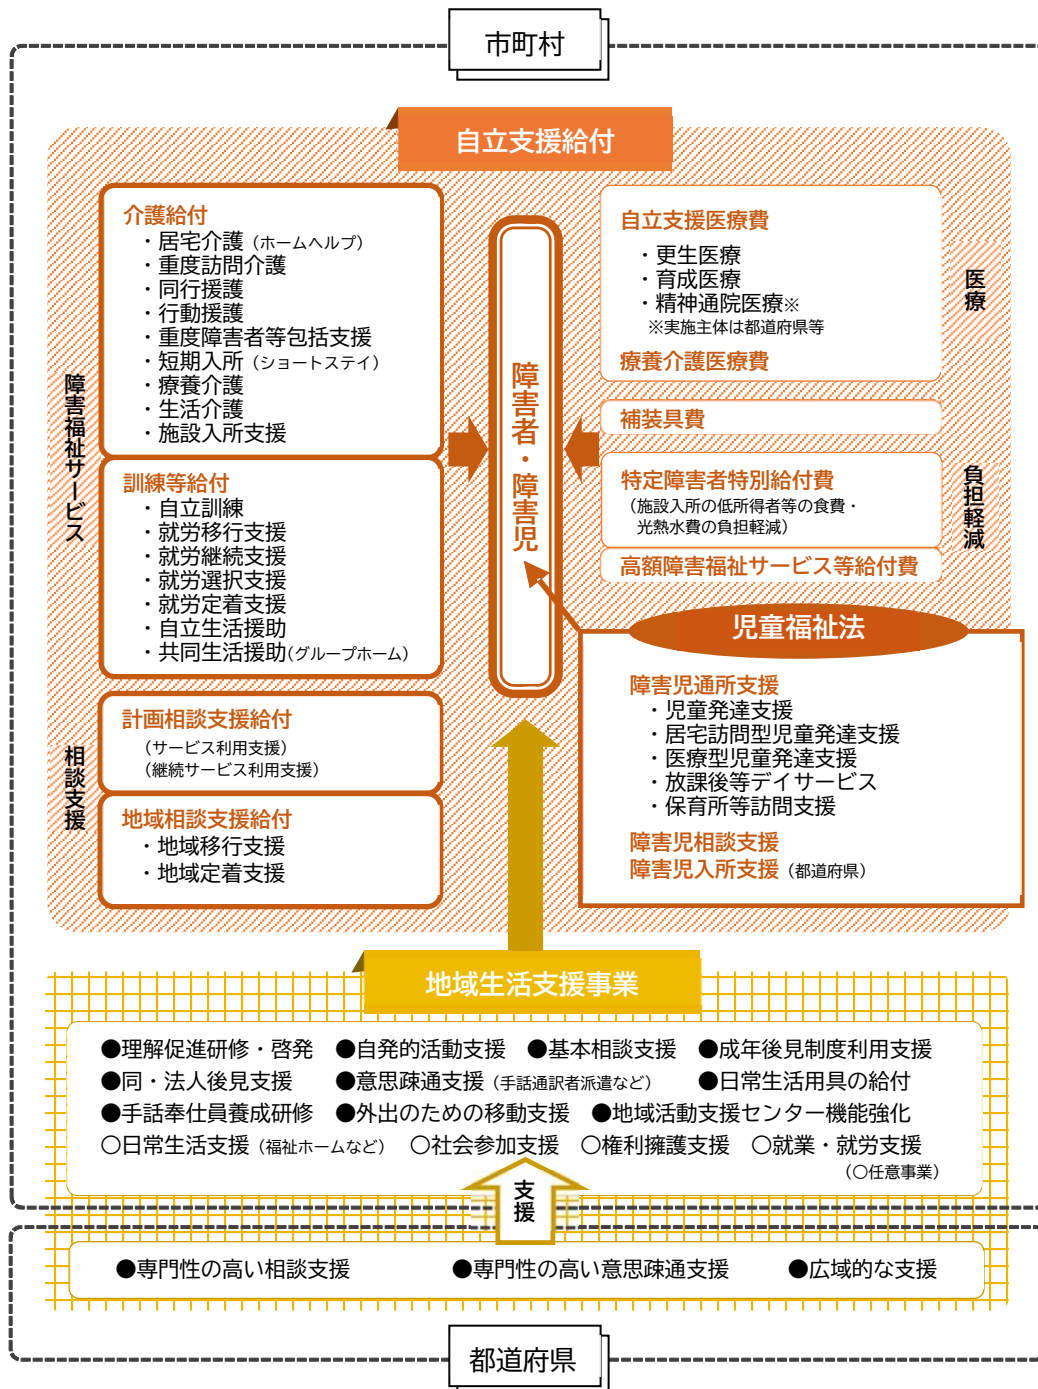 市町村
自立支援給付
障害福祉サービス
介護給付
・居宅介護（ホームヘルプ）
・重度訪問介護
・同行援護
・行動援護
・重度障害者等包括支援
・短期入所（ショートステイ）
・療養介護
・生活介護
・施設入所支援
訓練等給付
・自立訓練
・就労移行支援
・就労継続支援
・就労選択支援
・就労定着支援
・自立生活援助
・共同生活援助（グループホーム）
相談支援
計画相談支援給付
（サービス利用支援）
（継続サービス利用支援）
地域相談支援給付
・地域移行支援
・地域定着支援
障害者・障害児
自立支援医療費
・更生医療
・育成医療
・精神通院医療※
※実施主体は都道府県等
療養介護医療費
医療
補装具費
特定障害者特別給付費
（施設入所の低所得者等の食費・
光熱水費の負担軽減）
高額障害福祉サービス等給付費
負担軽減
児童福祉法
障害児通所支援
・児童発達支援
・居宅訪問型児童発達支援
・医療型児童発達支援
・放課後等デイサービス
・保育所等訪問支援
障害児相談支援
障害児入所支援（都道府県）
地域生活支援事業
●理解促進研修・啓発 ●自発的活動支援 ●基本相談支援 ●成年後見制度利用支援
●同・法人後見支援 ●意思疎通支援（手話通訳者派遣など） ●日常生活用具の給付
●手話奉仕員養成研修 ●外出のための移動支援 ●地域活動支援センター機能強化
○日常生活支援（福祉ホームなど） ○社会参加支援 ○権利擁護支援 ○就業・就労支援
（○任意事業）
支援
●専門性の高い相談支援 ●専門性の高い意思疎通支援 ●広域的な支援
都道府県